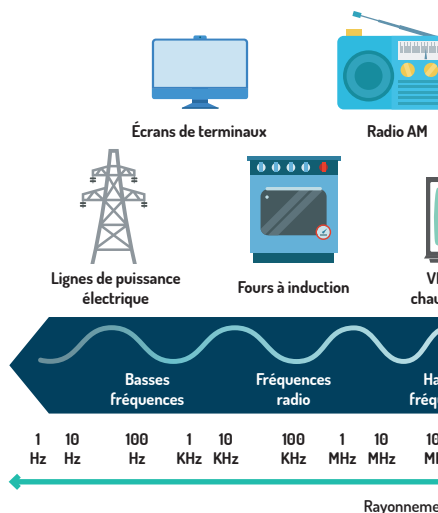 Écrans de terminaux
Radio AM
Lignes de puissance
électrique
Fours à induction
Basses
fréquences
Fréquences
radio
1
Hz
10
Hz
100
Hz
1
KHz
10
KHz
100
KHz
1
MHz
10
MHz